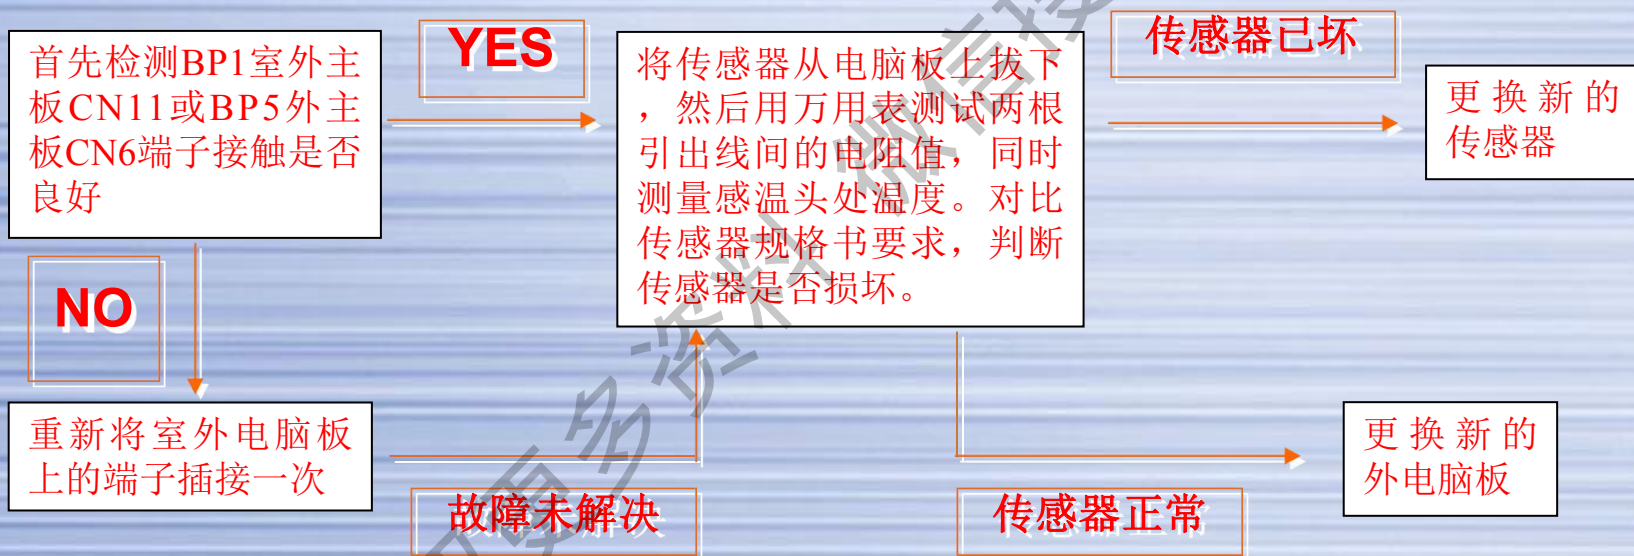 首先检测BP1室外主
板CN11或BP5外主
板CN6端子接触是否
良好
YES
将传感器从电脑板上拔下
，然后用万用表测试两根
引出线间的电阻值，同时
测量感温头处温度。对比
传感器规格书要求，判断
传感器是否损坏。
传感器已坏
更换新的
传感器
NO
重新将室外电脑板
上的端子插接一次
故障未解决
传感器正常
更换新的
外电脑板
更多资料 微信搜